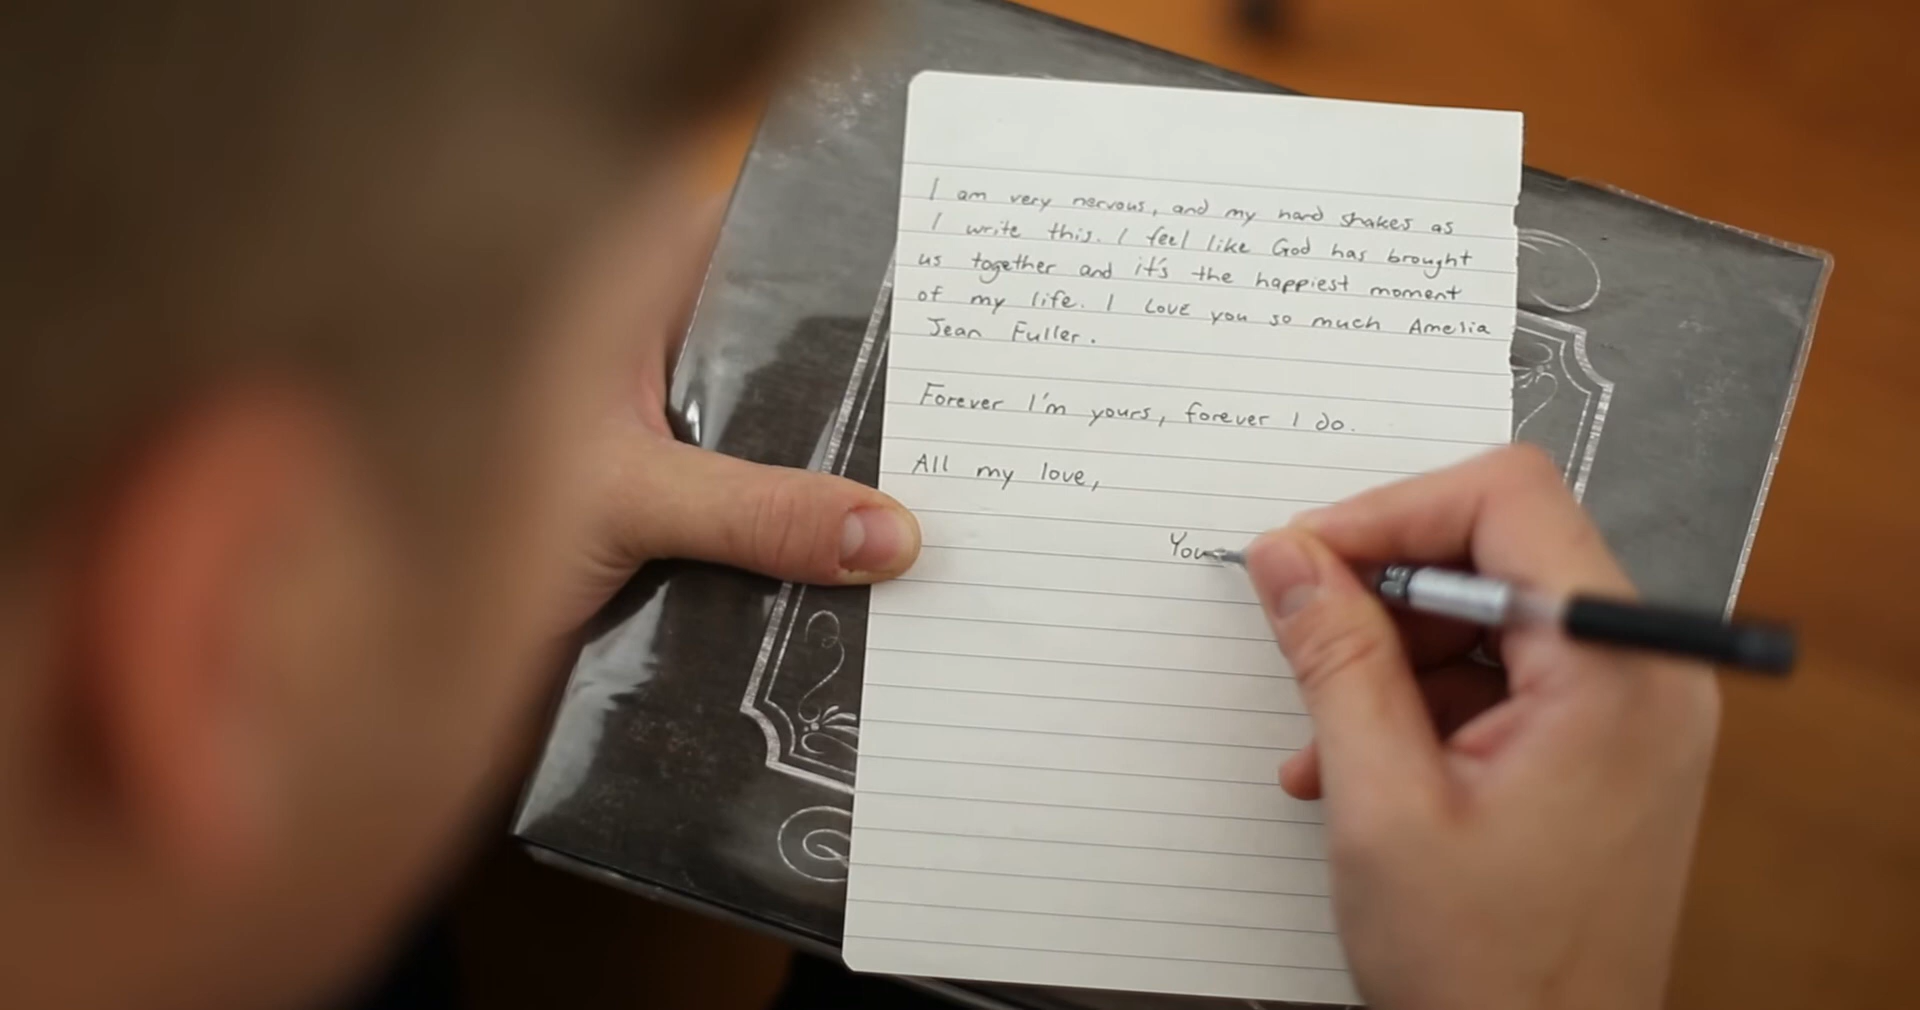 I am very nervous, and my hand shakes as
I write this. I feel like God has brought
us together and it's the happiest moment
of my life. I love you so much Amelia
Jean Fuller.
Forever I'm yours, forever I do.
All my love,
You